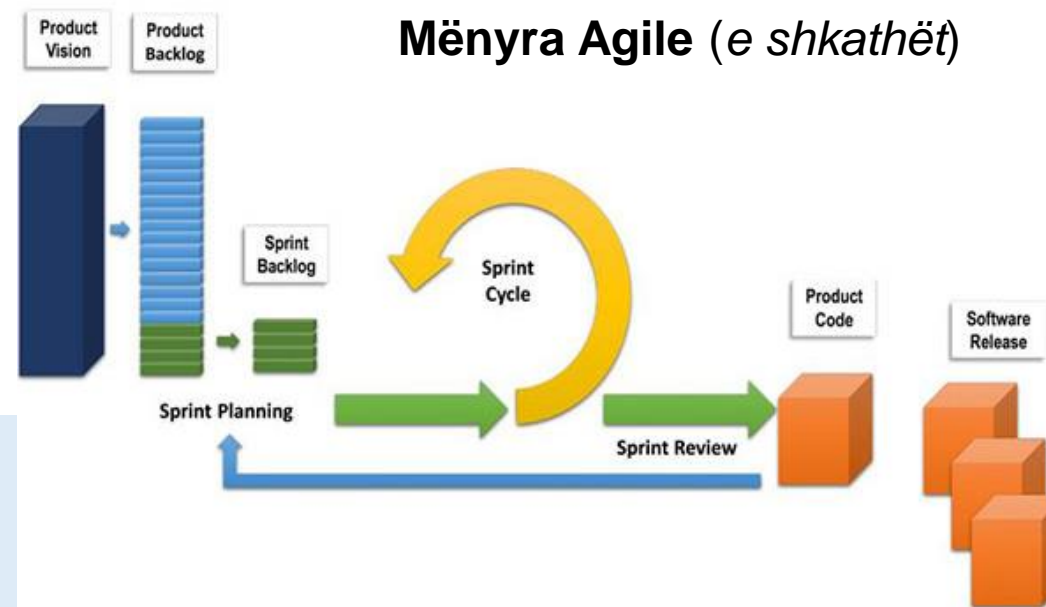 Mënyra Agile (e shkathët)
Product
Vision
Product
Backlog
Sprint
Backlog
Sprint
Cycle
Product
Code
Software
Release
Sprint Planning
Sprint Review